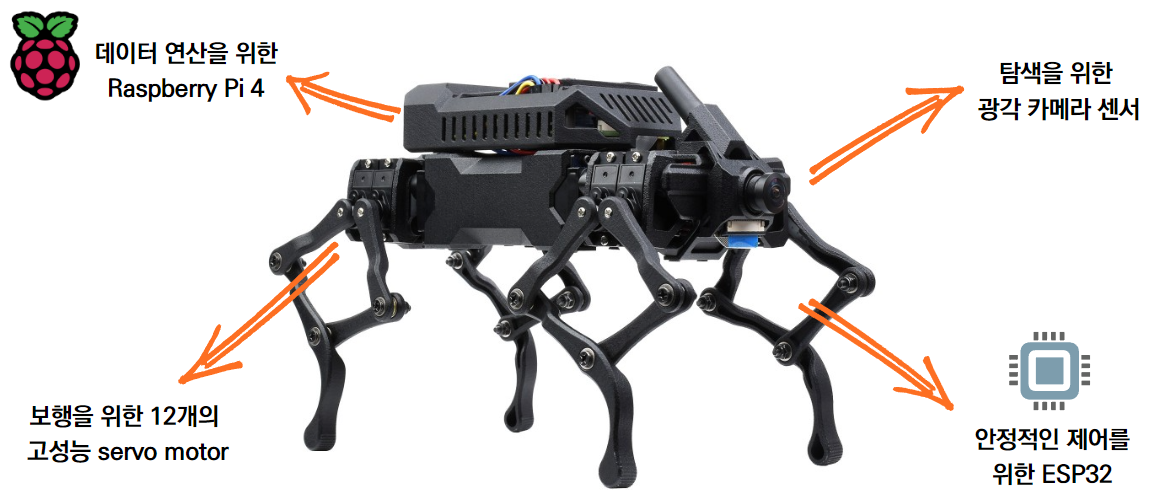 데이터 연산을 위한
Raspberry Pi 4
탐색을 위한
광각 카메라 센서
보행을 위한 12개의
고성능 servo motor
안정적인 제어를
위한 ESP32